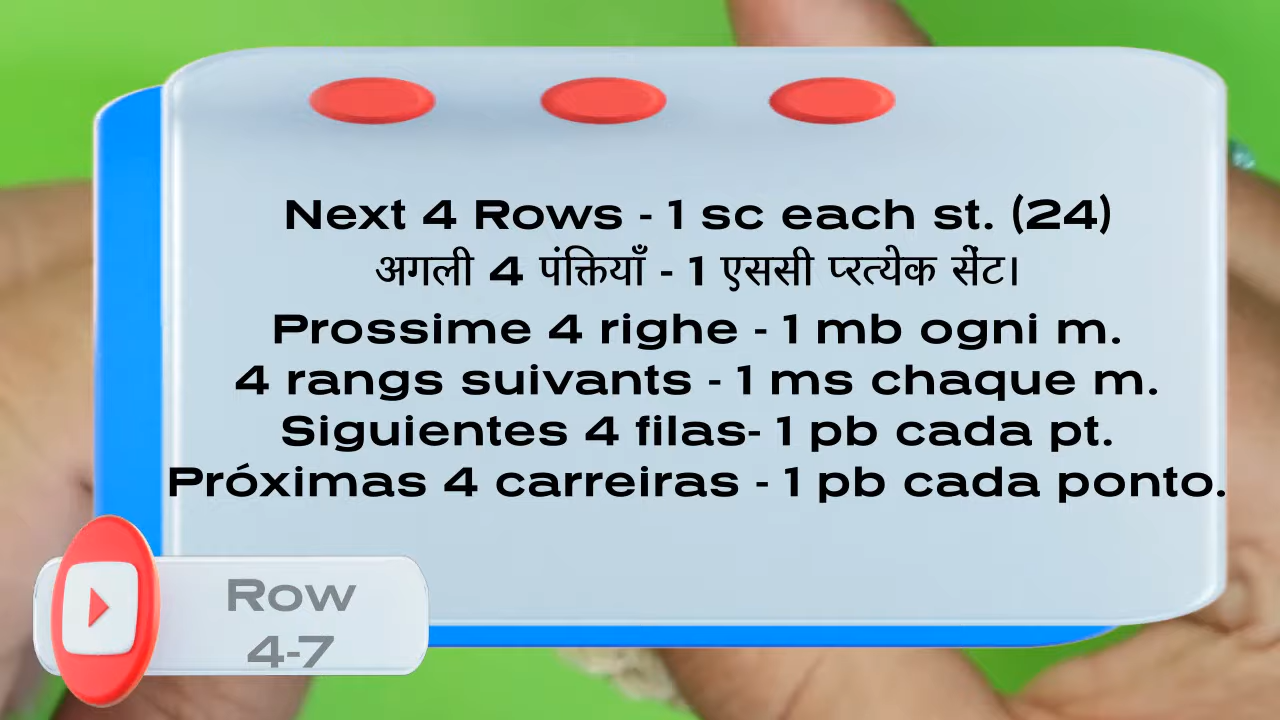 Next 4 Rows - 1 sc each st. (24)
अगली 4 पंक्तियाँ - 1 एससी प्रत्येक सेंट।
Prossime 4 righe - 1 mb ogni m.
4 rangs suivants - 1 ms chaque m.
Siguientes 4 filas- 1 pb cada pt.
Próximas 4 carreiras - 1 pb cada ponto.
Row
4-7